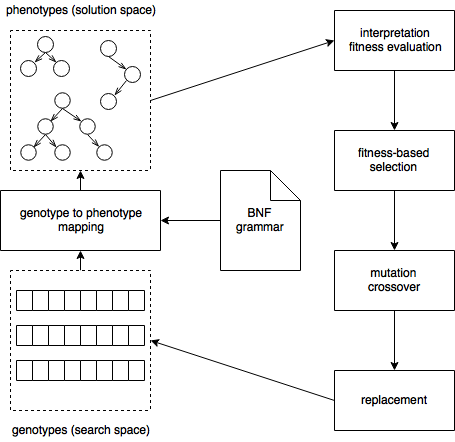 phenotypes (solution space)
interpretation
fitness evaluation
fitness-based
selection
genotype to phenotype
mapping
BNF
grammar
mutation
crossover
replacement
genotypes (search space)